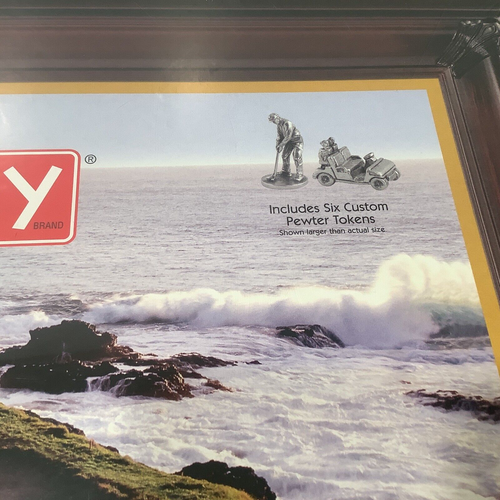 Y®
BRAND
Includes Six Custom
Pewter Tokens
Shown larger than actual size